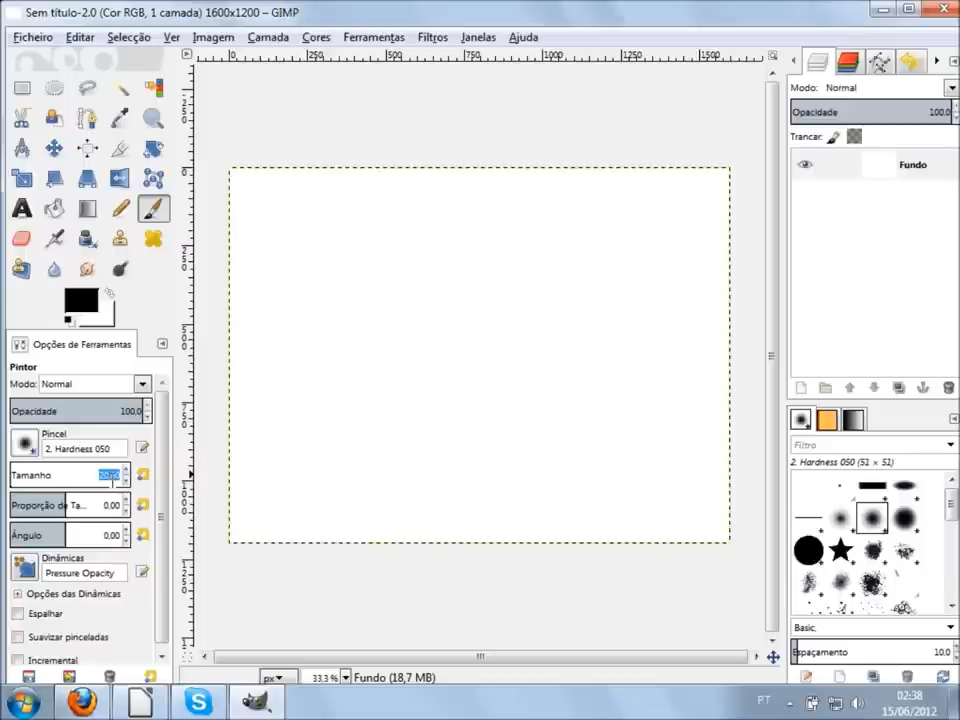 Sem título-2.0 (Cor RGB, 1 camada) 1600x1200 – GIMP
Ficheiro Editar Selecção Ver Imagem Camada Cores Ferramentas Filtros Janelas Ajuda
0 250 500 750 1000 1250 1500
Modo: Normal
Opacidade 100,0
Trancar:
Fundo
Opções de Ferramentas
Pintor
Modo: Normal
Opacidade 100,0
Pincel
2. Hardness 050
Tamanho
Proporção de Ta... 0,00
Ângulo 0,00
Dinâmicas
Pressure Opacity
Opções das Dinâmicas
Espalhar
Suavizar pinceladas
Incremental
Filtro
2. Hardness 050 (51 × 51)
Basic,
Espaçamento 10,0
px 33,3 % Fundo (18,7 MB)
PT
02:38
15/06/2012